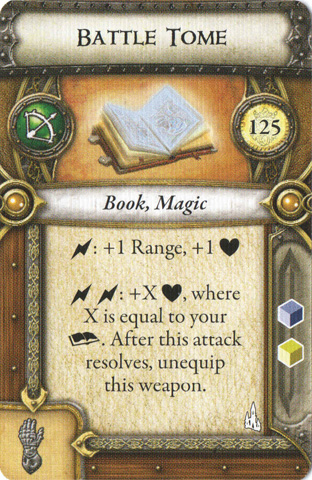 BATTLE TOME
125
Book, Magic
: +1 Range, +1
: +X , where
X is equal to your
. After this attack
resolves, unequip
this weapon.